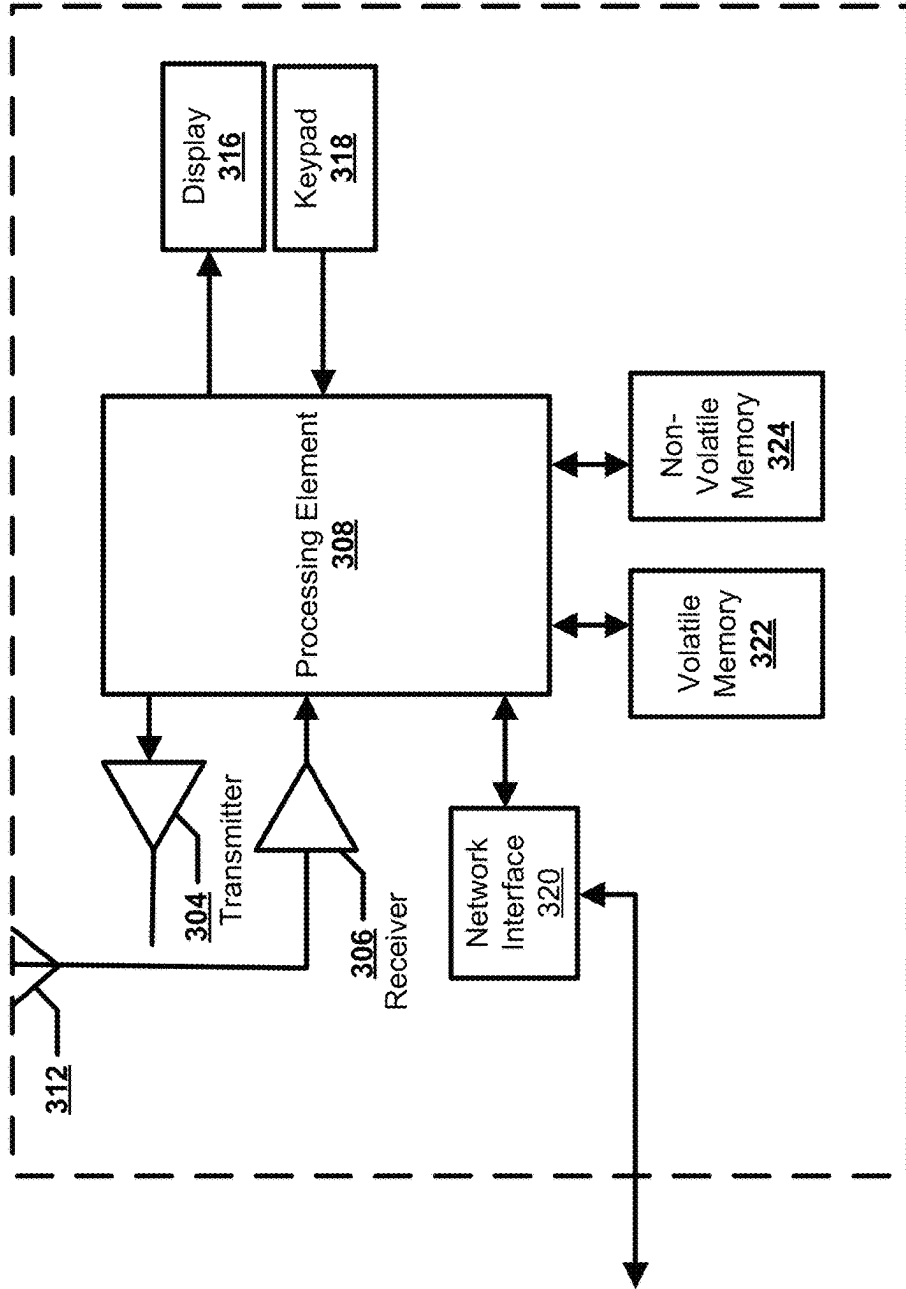 312
304
Transmitter
306
Receiver
Processing Element
308
Display
316
Keypad
318
Network
Interface
320
Volatile
Memory
322
Non-
Volatile
Memory
324